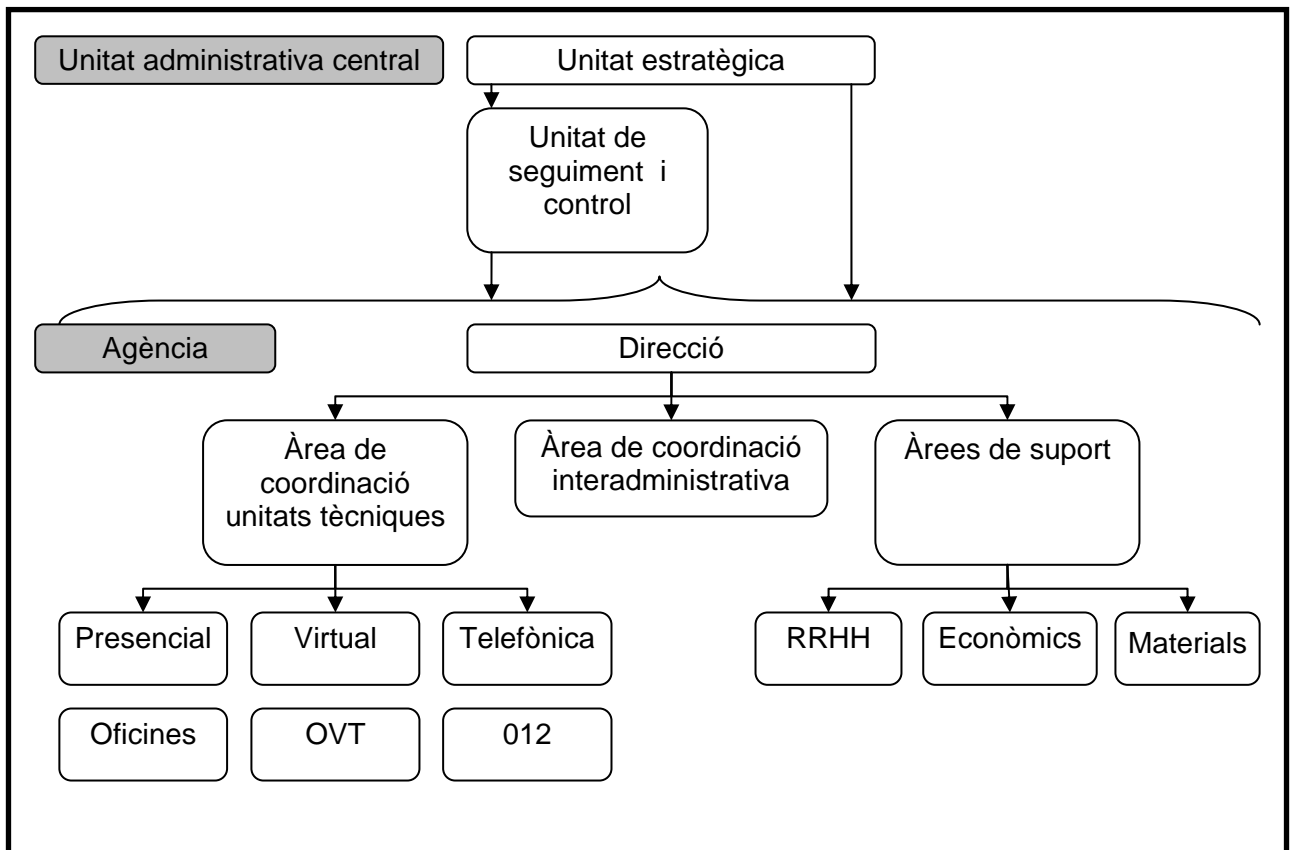 Unitat administrativa central
Unitat estratègica
Unitat de
seguiment i
control
Agència
Direcció
Àrea de
coordinació
unitats tècniques
Àrea de coordinació
interadministrativa
Àrees de suport
Presencial
Virtual
Telefònica
RRHH
Econòmics
Materials
Oficines
OVT
012